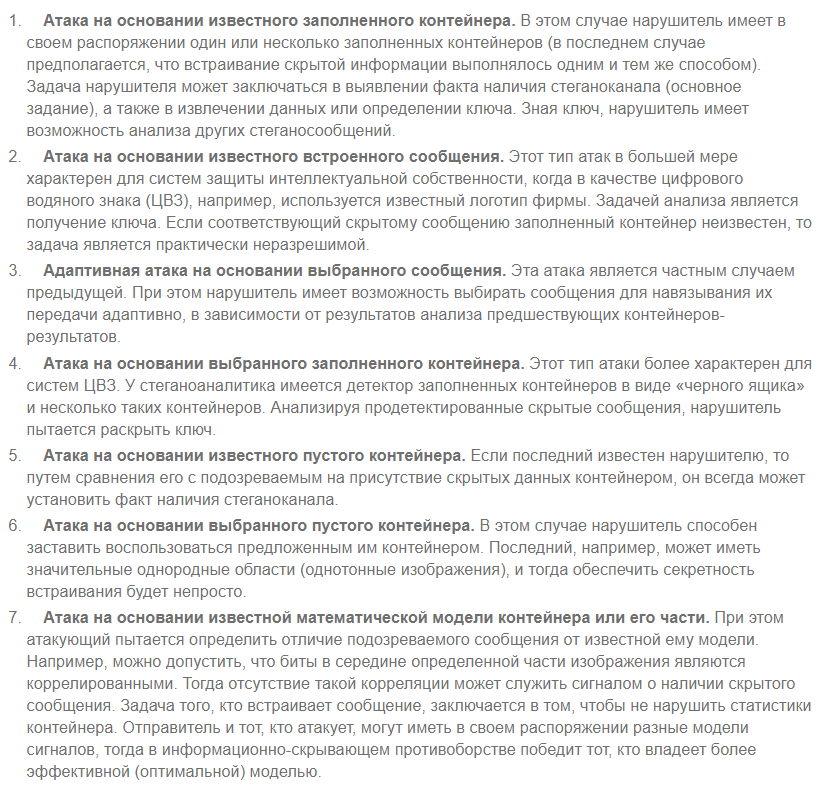 1. Атака на основании известного заполненного контейнера. В этом случае нарушитель имеет в
своем распоряжении один или несколько заполненных контейнеров (в последнем случае
предполагается, что встраивание скрытой информации выполнялось одним и тем же способом).
Задача нарушителя может заключаться в выявлении факта наличия стеганоканала (основное
задание), а также в извлечении данных или определении ключа. Зная ключ, нарушитель имеет
возможность анализа других стеганосообщений.
2. Атака на основании известного встроенного сообщения. Этот тип атак в большей мере
характерен для систем защиты интеллектуальной собственности, когда в качестве цифрового
водяного знака (ЦВЗ), например, используется известный логотип фирмы. Задачей анализа является
получение ключа. Если соответствующий скрытому сообщению заполненный контейнер неизвестен, то
задача является практически неразрешимой.
3. Адаптивная атака на основании выбранного сообщения. Эта атака является частным случаем
предыдущей. При этом нарушитель имеет возможность выбирать сообщения для навязывания их
передачи адаптивно, в зависимости от результатов анализа предшествующих контейнеров-
результатов.
4. Атака на основании выбранного заполненного контейнера. Этот тип атаки более характерен для
систем ЦВЗ. У стеганоаналитика имеется детектор заполненных контейнеров в виде «черного ящика»
и несколько таких контейнеров. Анализируя продетектированные скрытые сообщения, нарушитель
пытается раскрыть ключ.
5. Атака на основании известного пустого контейнера. Если последний известен нарушителю, то
путем сравнения его с подозреваемым на присутствие скрытых данных контейнером, он всегда может
установить факт наличия стеганоканала.
6. Атака на основании выбранного пустого контейнера. В этом случае нарушитель способен
заставить воспользоваться предложенным им контейнером. Последний, например, может иметь
значительные однородные области (однотонные изображения), и тогда обеспечить секретность
встраивания будет непросто.
7. Атака на основании известной математической модели контейнера или его части. При этом
атакующий пытается определить отличие подозреваемого сообщения от известной ему модели.
Например, можно допустить, что биты в середине определенной части изображения являются
коррелированными. Тогда отсутствие такой корреляции может служить сигналом о наличии скрытого
сообщения. Задача того, кто встраивает сообщение, заключается в том, чтобы не нарушить статистики
контейнера. Отправитель и тот, кто атакует, могут иметь в своем распоряжении разные модели
сигналов, тогда в информационно-скрывающем противоборстве победит тот, кто владеет более
эффективной (оптимальной) моделью.